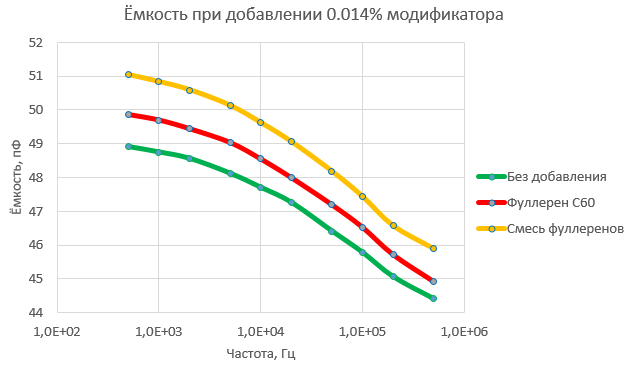 Ёмкость при добавлении 0.014% модификатора
52
51
50
49
48
47
46
45
44
Ёмкость, пФ
1,0E+02 1,0E+03 1,0E+04 1,0E+05 1,0E+06
Частота, Гц
Без добавления
Фуллерен С60
Смесь фуллеренов